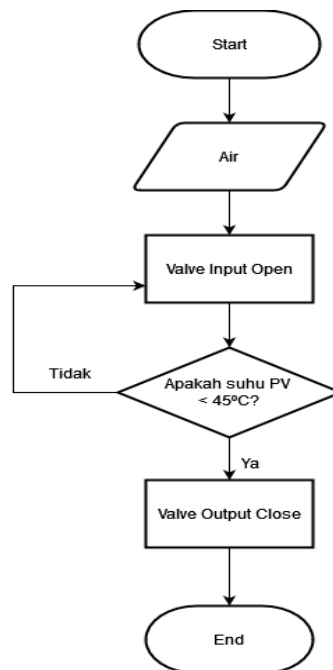 Start
Air
Valve Input Open
Apakah suhu PV
< 45ºC?
Tidak
Ya
Valve Output Close
End